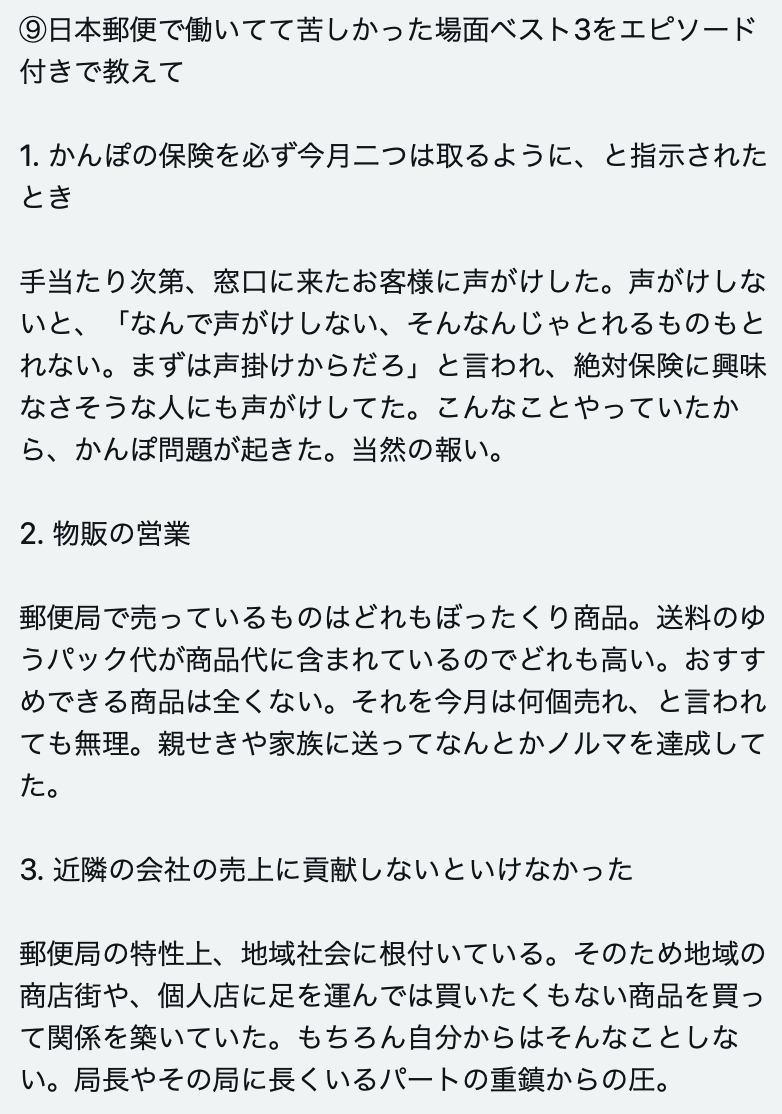 ⑨日本郵便で働いてて苦しかった場面ベスト3をエピソード
付きで教えて
1. かんぽの保険を必ず今月二つは取るように、と指示された
とき
手当たり次第、窓口に来たお客様に声がけした。声がけしな
いと、「なんで声がけしない、そんなんじゃとれるものもと
れない。まずは声掛けからだろ」と言われ、絶対保険に興味
なさそうな人にも声がけしてた。こんなことやっていたか
ら、かんぽ問題が起きた。当然の報い。
2. 物販の営業
郵便局で売っているものはどれもぼったくり商品。送料のゆ
うパック代が商品代に含まれているのでどれも高い。おすす
めできる商品は全くない。それを今月は何個売れ、と言われ
ても無理。親せきや家族に送ってなんとかノルマを達成して
た。
3. 近隣の会社の売上に貢献しないといけなかった
郵便局の特性上、地域社会に根付いている。そのため地域の
商店街や、個人店に足を運んでは買いたくもない商品を買っ
て関係を築いていた。もちろん自分からはそんなことしな
い。局長やその局に長くいるパートの重鎮からの圧。